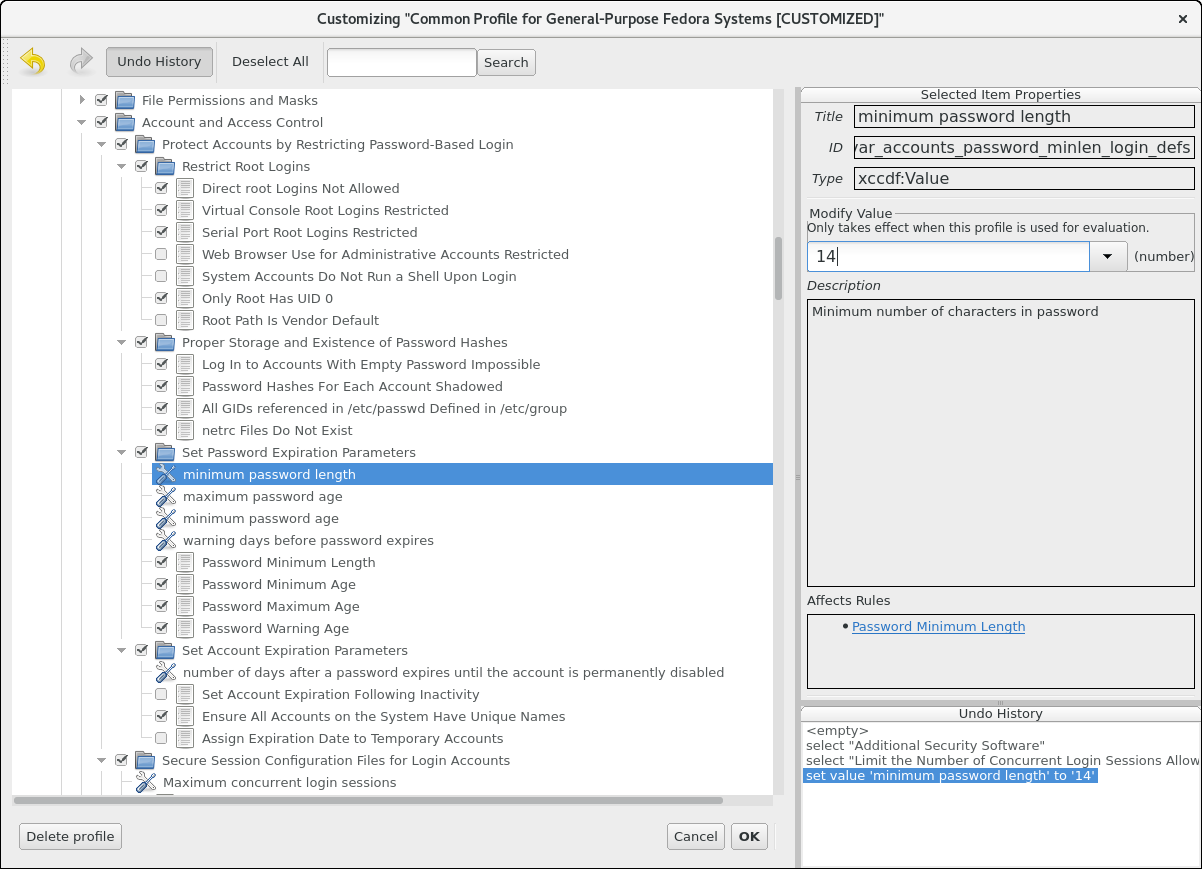 Customizing "Common Profile for General-Purpose Fedora Systems [CUSTOMIZED]"
Undo History
Deselect All
Search
File Permissions and Masks
Account and Access Control
Protect Accounts by Restricting Password-Based Login
Restrict Root Logins
Direct root Logins Not Allowed
Virtual Console Root Logins Restricted
Serial Port Root Logins Restricted
Web Browser Use for Administrative Accounts Restricted
System Accounts Do Not Run a Shell Upon Login
Only Root Has UID 0
Root Path Is Vendor Default
Proper Storage and Existence of Password Hashes
Log In to Accounts With Empty Password Impossible
Password Hashes For Each Account Shadowed
All GIDs referenced in /etc/passwd Defined in /etc/group
netrc Files Do Not Exist
Set Password Expiration Parameters
minimum password length
maximum password age
minimum password age
warning days before password expires
Password Minimum Length
Password Minimum Age
Password Maximum Age
Password Warning Age
Set Account Expiration Parameters
number of days after a password expires until the account is permanently disabled
Set Account Expiration Following Inactivity
Ensure All Accounts on the System Have Unique Names
Assign Expiration Date to Temporary Accounts
Secure Session Configuration Files for Login Accounts
Maximum concurrent login sessions
Delete profile
Cancel
OK
Selected Item Properties
Title minimum password length
ID var_accounts_password_minlen_login_defs
Type xccdf:Value
Modify Value
Only takes effect when this profile is used for evaluation.
14 (number)
Description
Minimum number of characters in password
Affects Rules
• Password Minimum Length
Undo History
<empty>
select "Additional Security Software"
select "Limit the Number of Concurrent Login Sessions Allow
set value 'minimum password length' to '14'